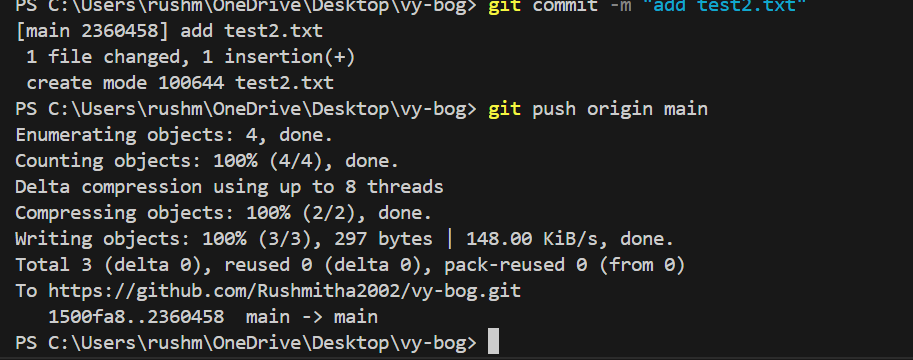 PS C:\Users\rushm\OneDrive\Desktop\vy-bog> git commit -m "add test2.txt"
[main 2360458] add test2.txt
 1 file changed, 1 insertion(+)
 create mode 100644 test2.txt
PS C:\Users\rushm\OneDrive\Desktop\vy-bog> git push origin main
Enumerating objects: 4, done.
Counting objects: 100% (4/4), done.
Delta compression using up to 8 threads
Compressing objects: 100% (2/2), done.
Writing objects: 100% (3/3), 297 bytes | 148.00 KiB/s, done.
Total 3 (delta 0), reused 0 (delta 0), pack-reused 0 (from 0)
To https://github.com/Rushmitha2002/vy-bog.git
   1500fa8..2360458  main -> main
PS C:\Users\rushm\OneDrive\Desktop\vy-bog>